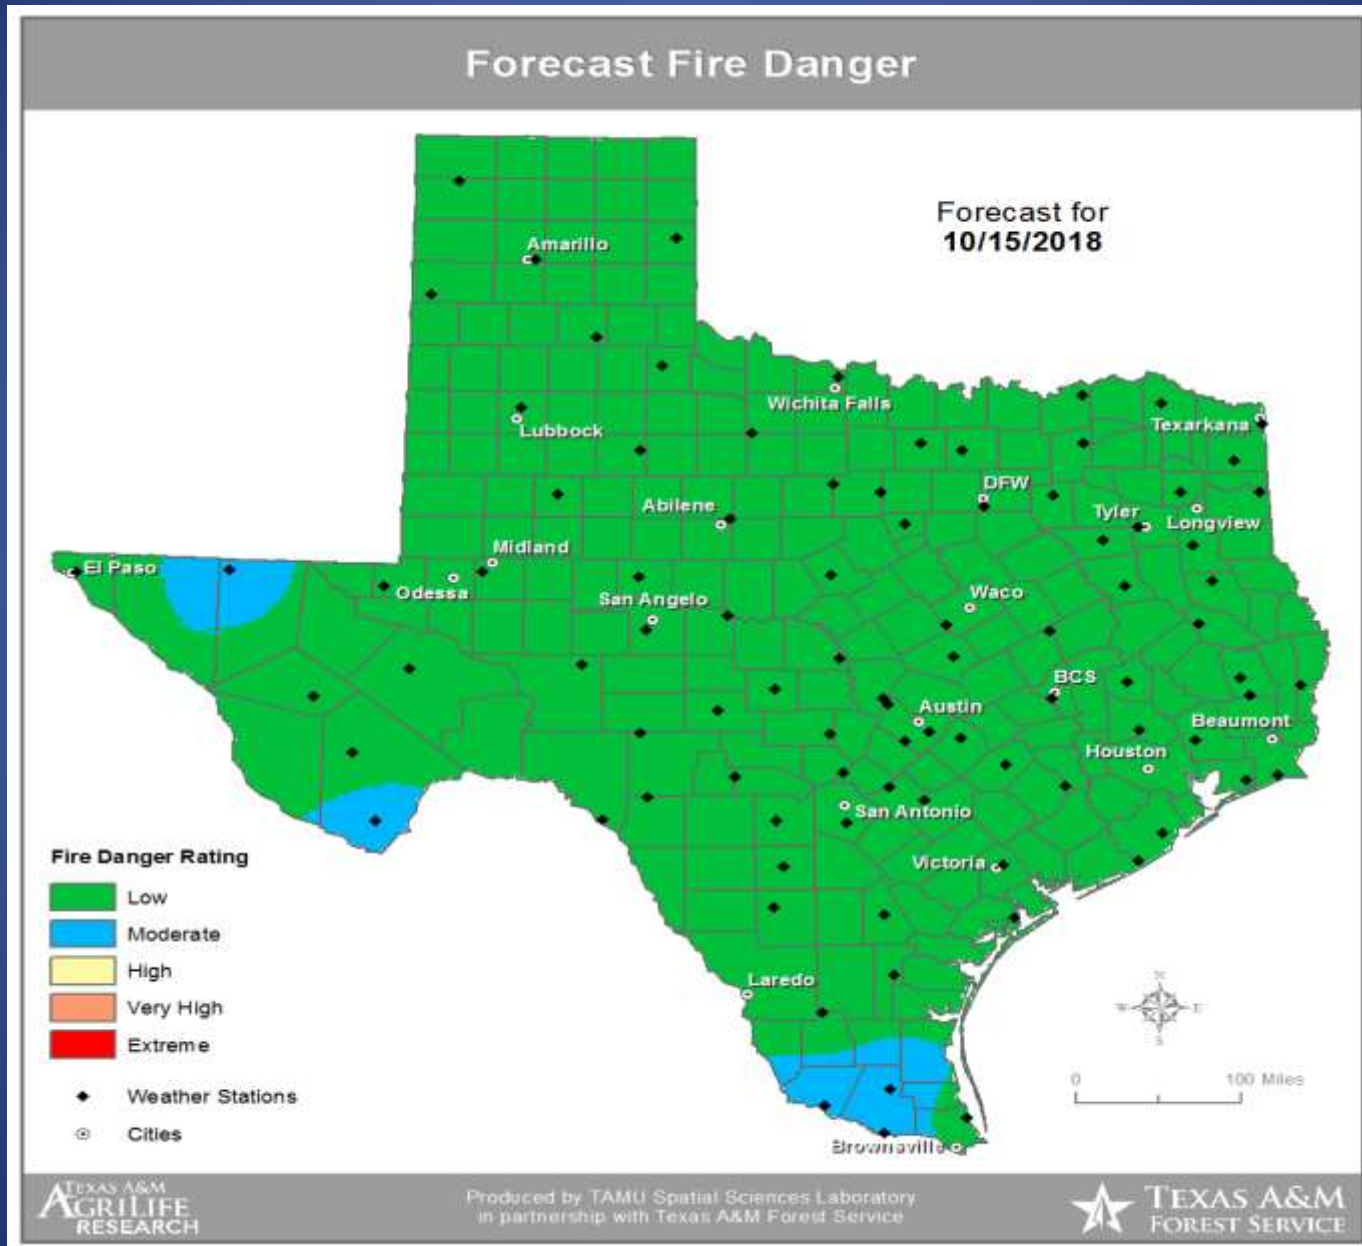 Forecast Fire Danger
Forecast for
10/15/2018
Amarillo
Wichita Falls
Lubbock
Texarkana
DFW
Abilene
Tyler
Longview
Midland
El Paso
Odessa
San Angelo
Waco
BCS
Austin
Beaumont
Houston
San Antonio
Victoria
Laredo
Brownsville
Fire Danger Rating
Low
Moderate
High
Very High
Extreme
Weather Stations
Cities
N
W E
S
0 100 Miles
TEXAS A&M
AGRILIFE
RESEARCH
Produced by TAMU Spatial Sciences Laboratory
in partnership with Texas A&M Forest Service
TEXAS A&M
FOREST SERVICE